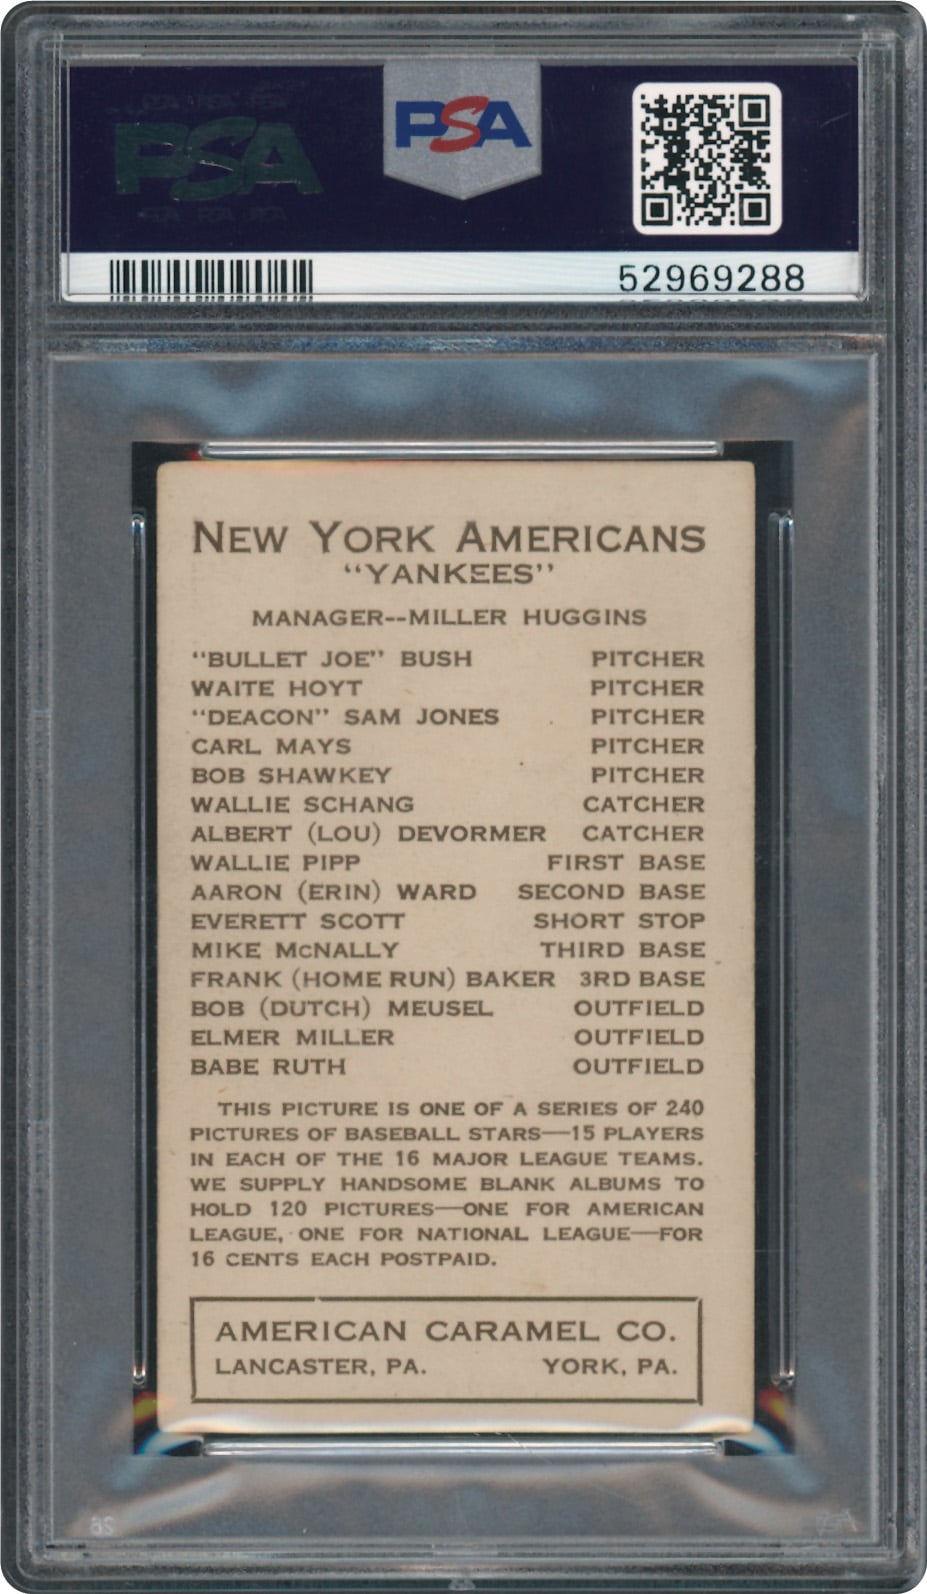 PSA
PSA
52969288
NEW YORK AMERICANS
"YANKEES"
MANAGER--MILLER HUGGINS
"BULLET JOE" BUSH PITCHER
WAITE HOYT PITCHER
"DEACON" SAM JONES PITCHER
CARL MAYS PITCHER
BOB SHAWKEY PITCHER
WALLIE SCHANG CATCHER
ALBERT (LOU) DEVORMER CATCHER
WALLIE PIPP FIRST BASE
AARON (ERIN) WARD SECOND BASE
EVERETT SCOTT SHORT STOP
MIKE McNALLY THIRD BASE
FRANK (HOME RUN) BAKER 3RD BASE
BOB (DUTCH) MEUSEL OUTFIELD
ELMER MILLER OUTFIELD
BABE RUTH OUTFIELD
THIS PICTURE IS ONE OF A SERIES OF 240
PICTURES OF BASEBALL STARS—15 PLAYERS
IN EACH OF THE 16 MAJOR LEAGUE TEAMS.
WE SUPPLY HANDSOME BLANK ALBUMS TO
HOLD 120 PICTURES—ONE FOR AMERICAN
LEAGUE, ONE FOR NATIONAL LEAGUE—FOR
16 CENTS EACH POSTPAID.
AMERICAN CARAMEL CO.
LANCASTER, PA. YORK, PA.